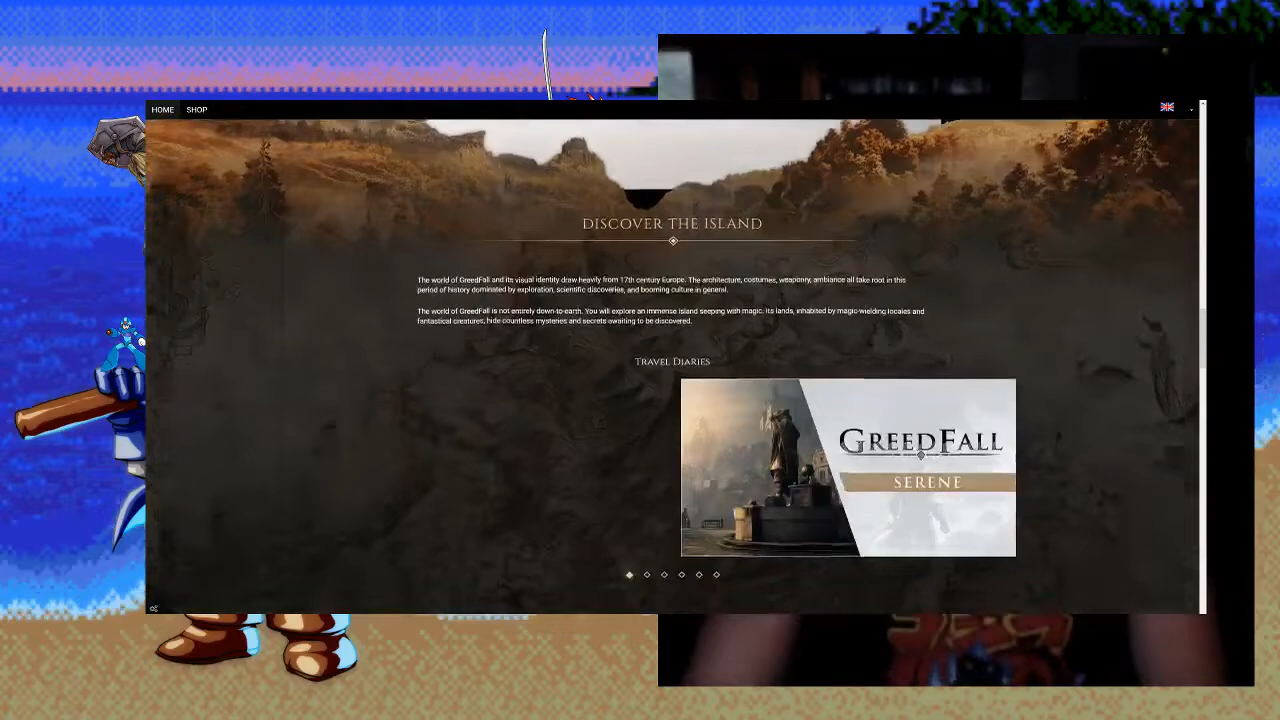 HOME SHOP
DISCOVER THE ISLAND
The world of GreedFall and its visual identity draw heavily from 17th century Europe. The architecture, costumes, weaponry, ambiance all take root in this
period of history dominated by exploration, scientific discoveries, and booming culture in general.
The world of GreedFall is not entirely down-to-earth. You will explore an immense island seeping with magic. Its lands, inhabited by magic-wielding locales and
fantastical creatures, hide countless mysteries and secrets awaiting to be discovered.
TRAVEL DIARIES
GREEDFALL
SERENE